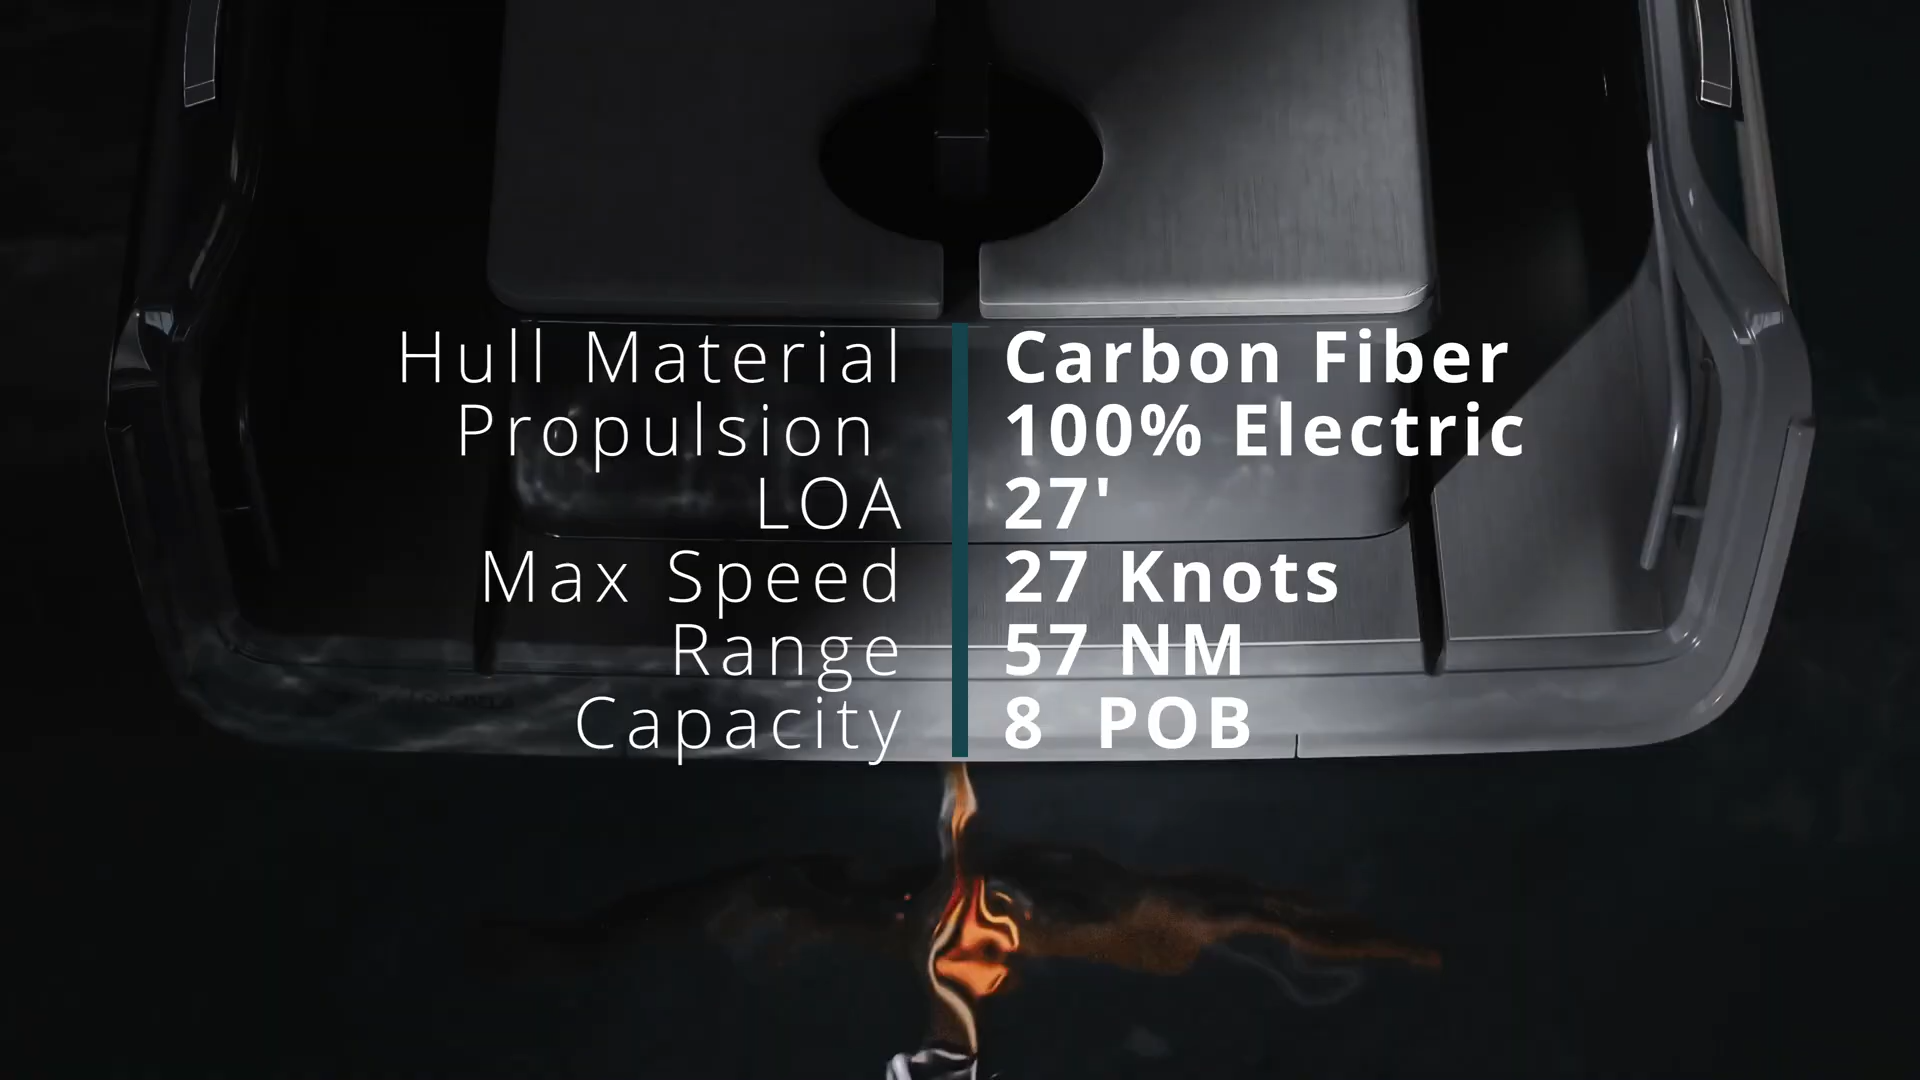 Hull Material Carbon Fiber
Propulsion 100% Electric
LOA 27'
Max Speed 27 Knots
Range 57 NM
Capacity 8 POB